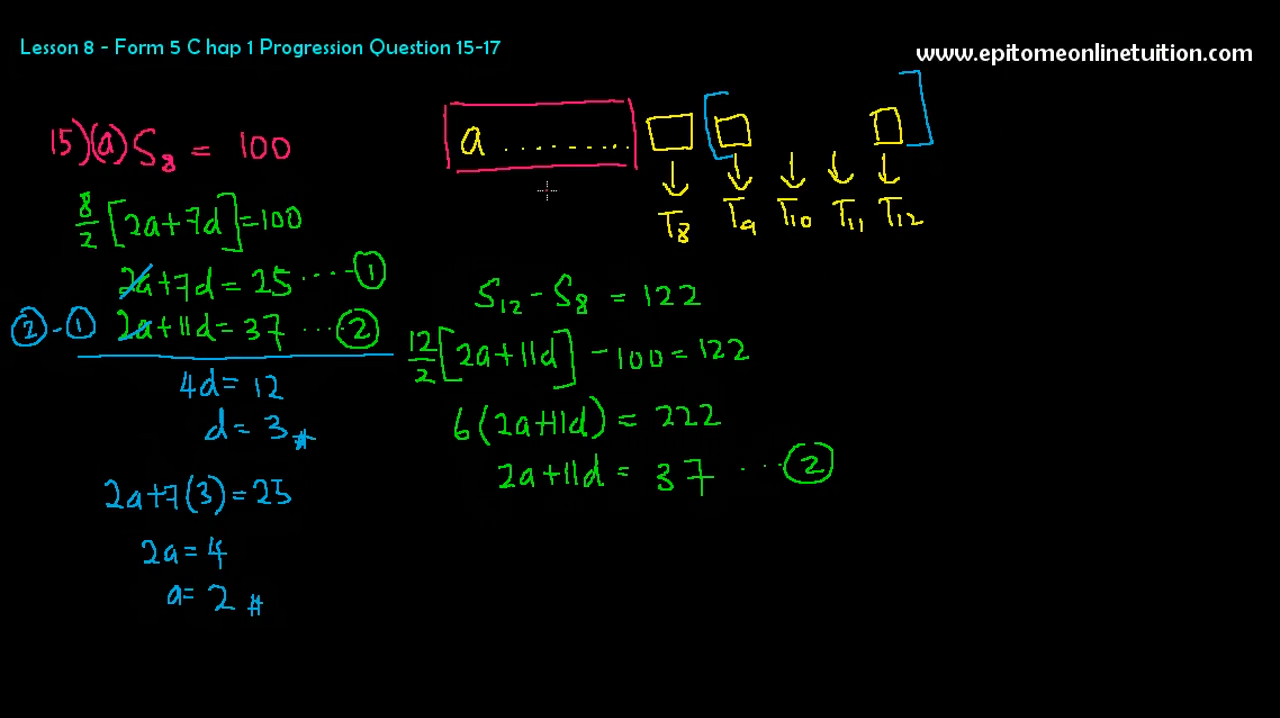 Lesson 8 - Form 5 C hap 1 Progression Question 15-17
www.epitomeonlinetuition.com
15)(a) S₈ = 100
8/2 [2a+7d] = 100
2a+7d = 25 ..... ①
② - ① 2a+11d = 37 ..... ②
4d = 12
d = 3 #
2a+7(3) = 25
2a = 4
a = 2 #
a .........
T₈ T₉ T₁₀ T₁₁ T₁₂
S₁₂ - S₈ = 122
12/2 [2a+11d] - 100 = 122
6(2a+11d) = 222
2a+11d = 37 ..... ②